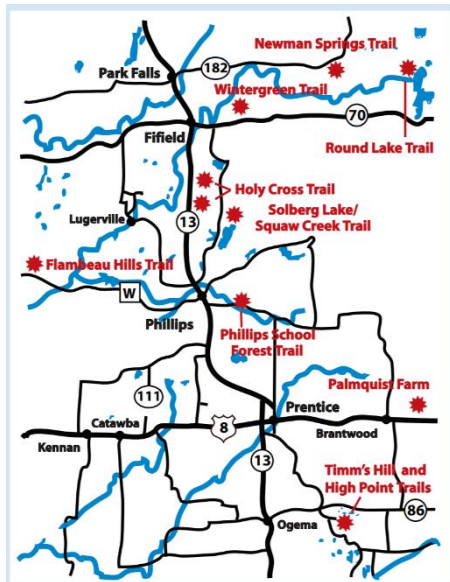 Newman Springs Trail
182
Park Falls
Wintergreen Trail
70
Fifield
Round Lake Trail
Holy Cross Trail
13
Solberg Lake/
Squaw Creek Trail
Lugerville
Flambeau Hills Trail
W
Phillips
Phillips School
Forest Trail
Palmquist Farm
111
Prentice
Catawba
8
Brantwood
Kennan
13
Timm's Hill and
High Point Trails
86
Ogema